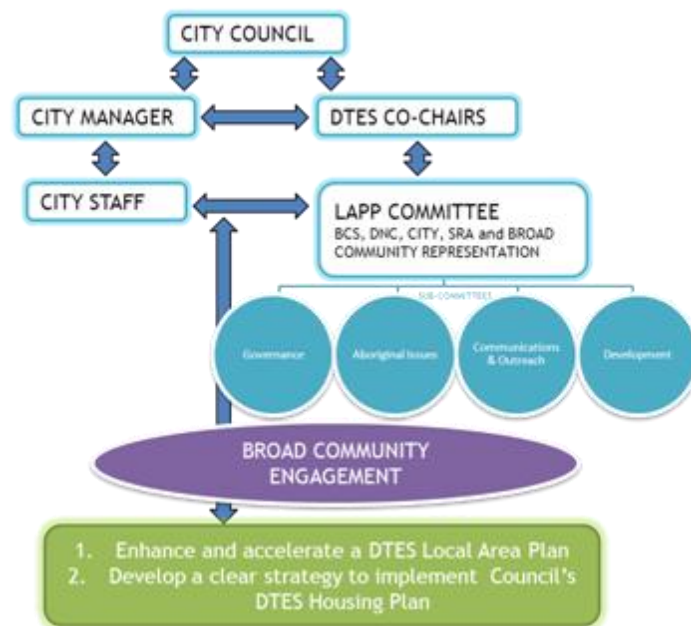 CITY COUNCIL
CITY MANAGER
DTES CO-CHAIRS
CITY STAFF
LAPP COMMITTEE
BCS, DNC, CITY, SRA and BROAD
COMMUNITY REPRESENTATION
SUB-COMMITTEES
Governance
Aboriginal Issues
Communications
& Outreach
Development
BROAD COMMUNITY
ENGAGEMENT
1. Enhance and accelerate a DTES Local Area Plan
2. Develop a clear strategy to implement Council's
DTES Housing Plan